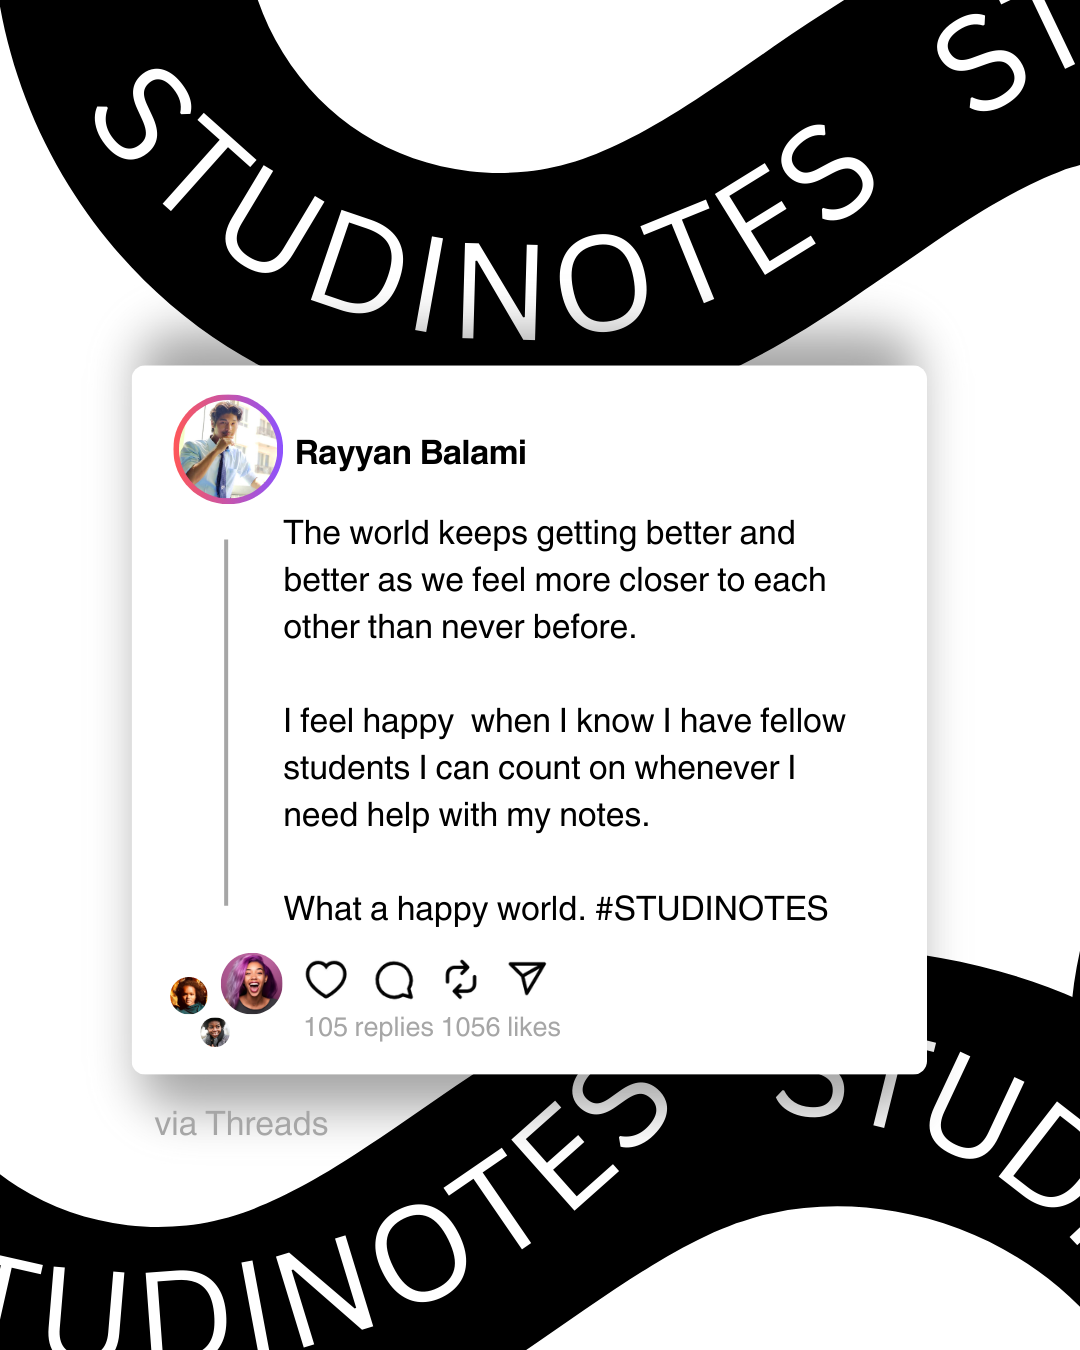 STUDINOTES
ST
Rayyan Balami
The world keeps getting better and
better as we feel more closer to each
other than never before.
I feel happy  when I know I have fellow
students I can count on whenever I
need help with my notes.
What a happy world. #STUDINOTES
105 replies 1056 likes
via Threads
TUDINOTES
STUD